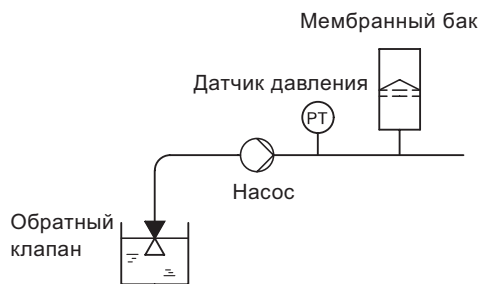 Мембранный бак
Датчик давления
PT
Насос
Обратный
клапан